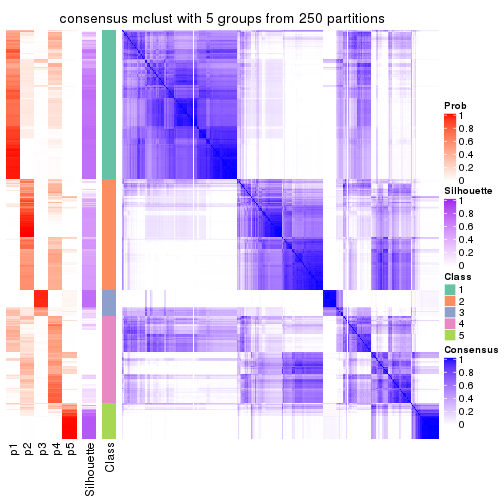 consensus mclust with 5 groups from 250 partitions
Prob
1
0.8
0.6
0.4
0.2
0
Silhouette
1
0.8
0.6
0.4
0.2
0
Class
1
2
3
4
5
Consensus
1
0.8
0.6
0.4
0.2
0
p1
p2
p3
p4
p5
Silhouette
Class